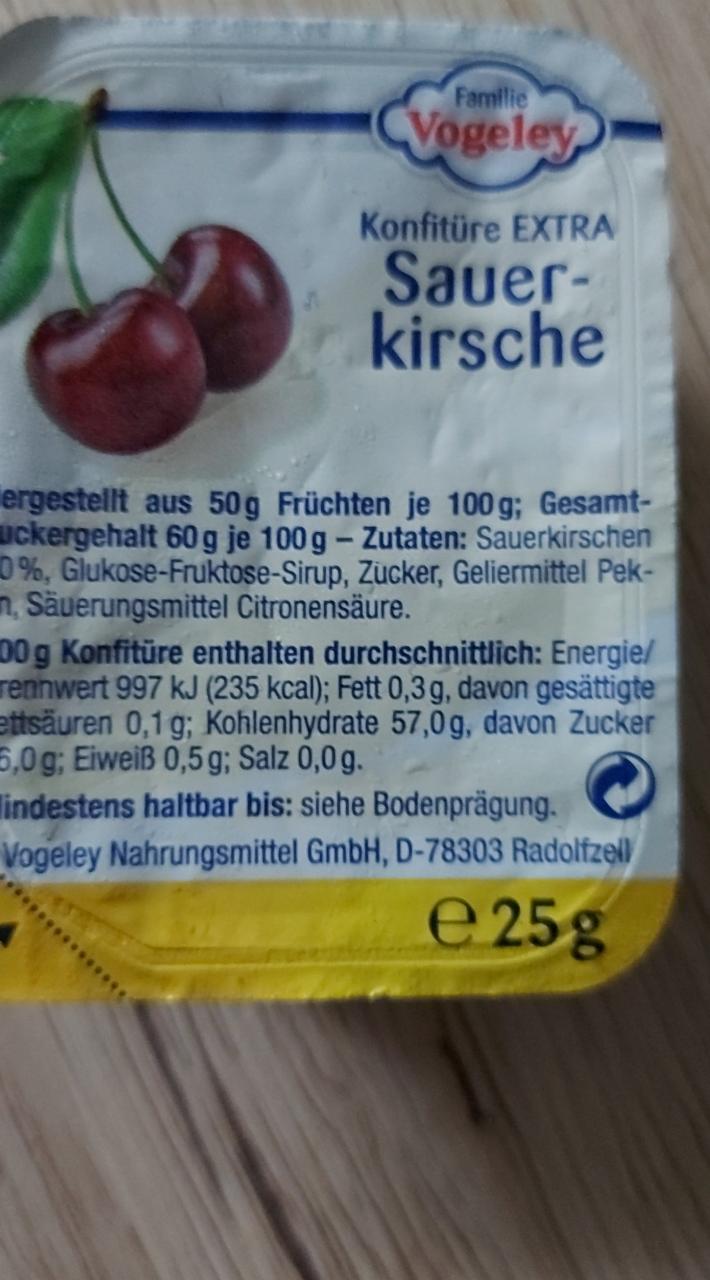 Familie
Vogeley
Konfitüre EXTRA
Sauer-
kirsche
ergestellt aus 50g Früchten je 100g; Gesamt-
uckergehalt 60g je 100g – Zutaten: Sauerkirschen
0%, Glukose-Fruktose-Sirup, Zucker, Geliermittel Pek-
n, Säuerungsmittel Citronensäure.
00g Konfitüre enthalten durchschnittlich: Energie/
rennwert 997 kJ (235 kcal); Fett 0,3g, davon gesättigte
ettsäuren 0,1g; Kohlenhydrate 57,0g, davon Zucker
6,0g; Eiweiß 0,5g; Salz 0,0g.
indestens haltbar bis: siehe Bodenprägung.
Vogeley Nahrungsmittel GmbH, D-78303 Radolfzell
e 25g